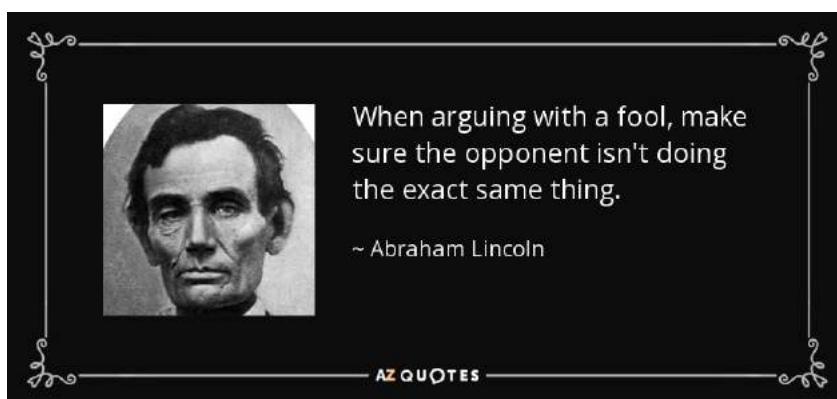 When arguing with a fool, make
sure the opponent isn't doing
the exact same thing.
~ Abraham Lincoln
AZ QUOTES